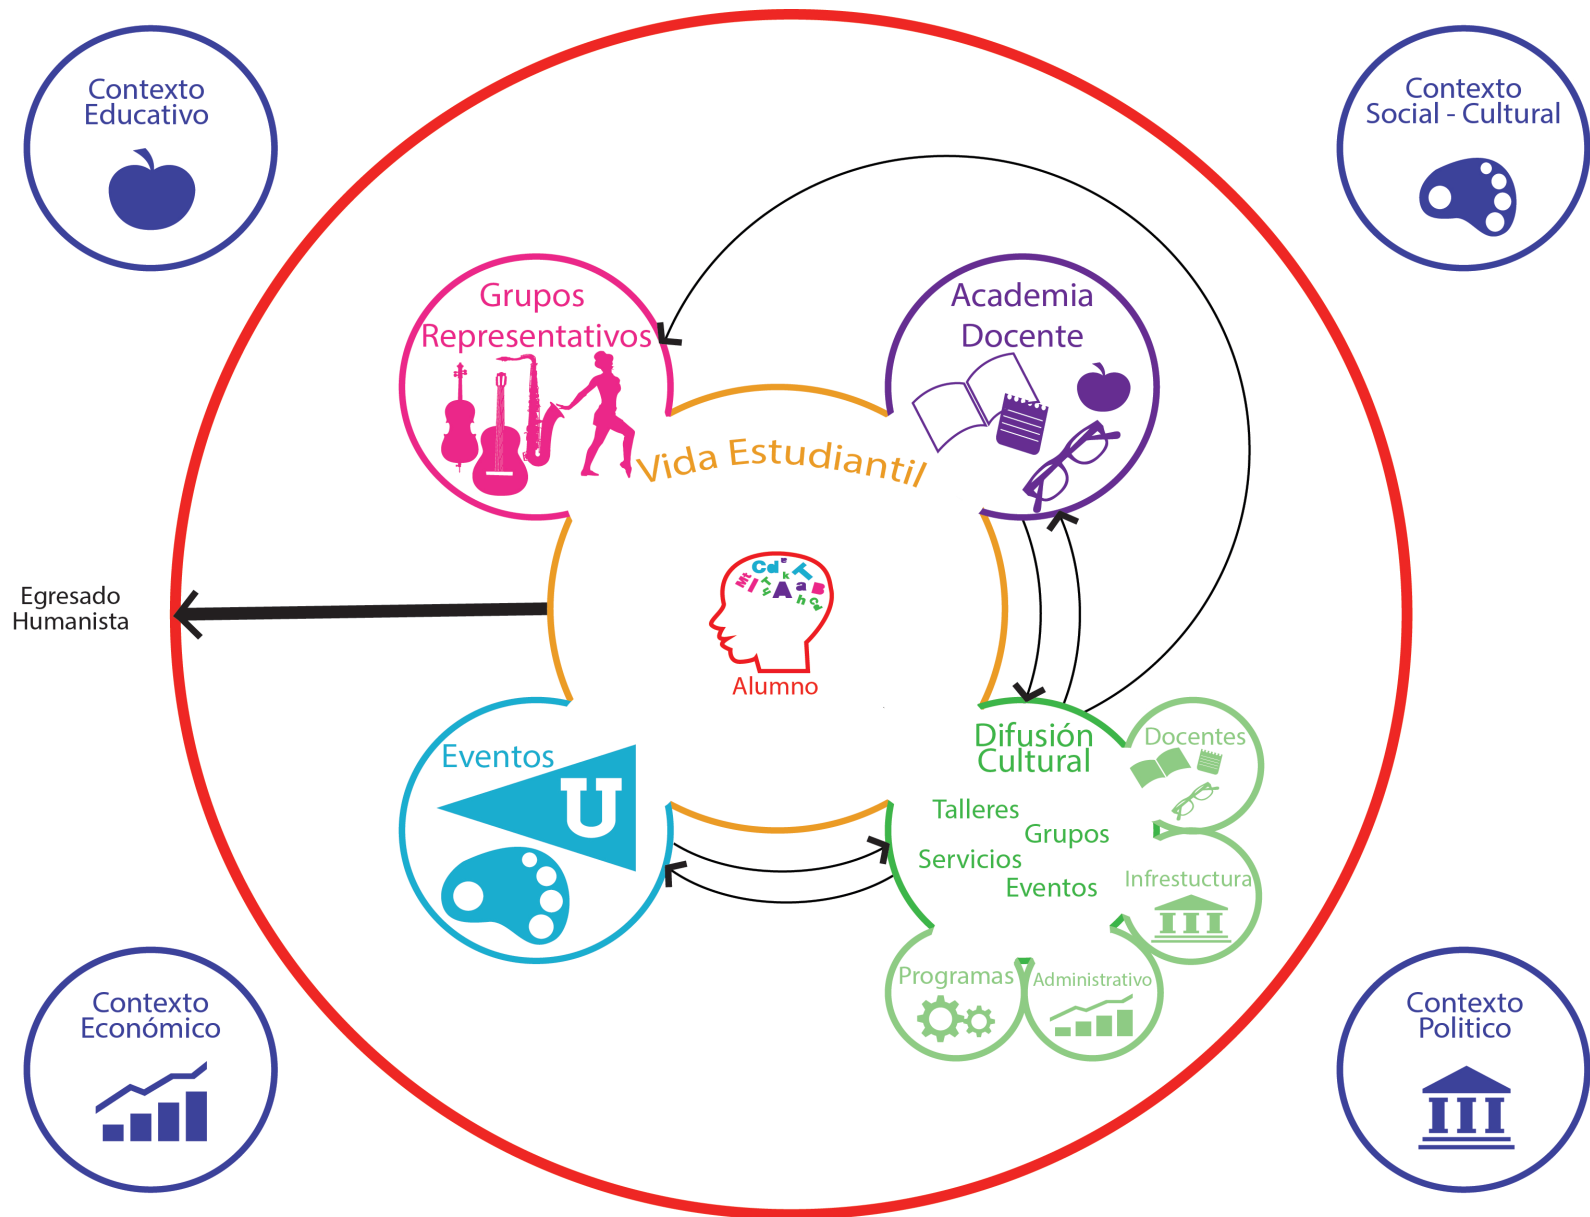 Contexto
Educativo
Contexto
Social - Cultural
Grupos
Representativos
Academia
Docente
Vida Estudiantil
Egresado
Humanista
Alumno
Eventos
U
Difusión
Cultural
Talleres
Grupos
Servicios
Eventos
Docentes
Infrestuctura
Programas
Administrativo
Contexto
Económico
Contexto
Politico